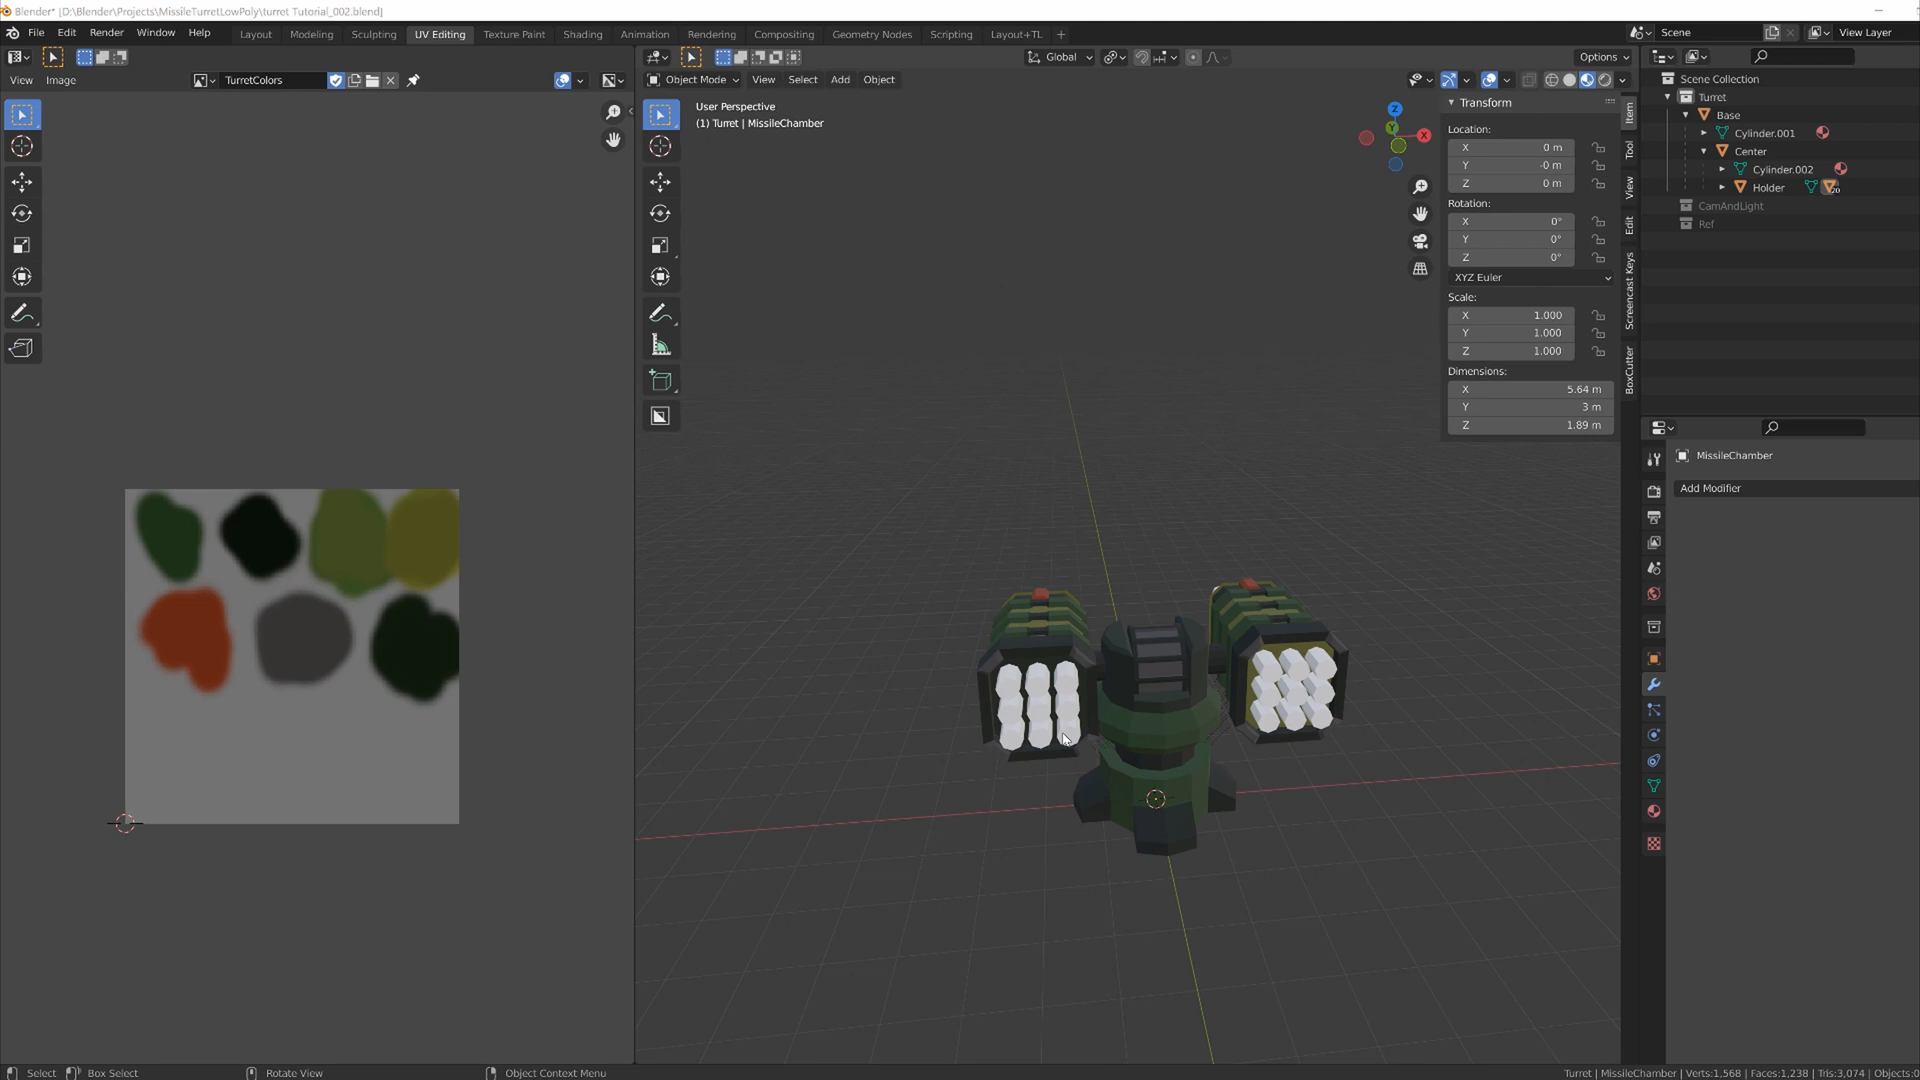 Blender* [D:\Blender\Projects\MissileTurretLowPoly\turret Tutorial_002.blend]
File Edit Render Window Help Layout Modeling Sculpting UV Editing Texture Paint Shading Animation Rendering Compositing Geometry Nodes Scripting Layout+TL + Scene View Layer
Global Options
View Image TurretColors Object Mode View Select Add Object
User Perspective
(1) Turret | MissileChamber
Transform
Location:
X 0 m
Y -0 m
Z 0 m
Rotation:
X 0°
Y 0°
Z 0°
XYZ Euler
Scale:
X 1.000
Y 1.000
Z 1.000
Dimensions:
X 5.64 m
Y 3 m
Z 1.89 m
Item
Tool
View
Edit
Screencast Keys
BoxCutter
Z
Y
X
Scene Collection
Turret
Base
Cylinder.001
Center
Cylinder.002
Holder 20
CamAndLight
Ref
MissileChamber
Add Modifier
Select Box Select Rotate View Object Context Menu Turret | MissileChamber | Verts:1,568 | Faces:1,238 | Tris:3,074 | Objects:0